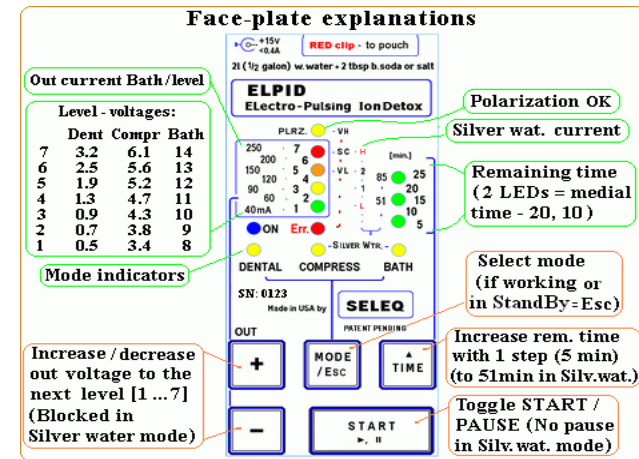 Face-plate explanations
+15V
<0.4A
RED clip - to pouch
2l (1/2 galon) w.water + 2 tbsp b.soda or salt
Out current Bath/level
ELPID
ELectro-Pulsing IonDetox
Level - voltages:
Dent Compr Bath
7 3.2 6.1 14
6 2.5 5.6 13
5 1.9 5.2 12
4 1.3 4.7 11
3 0.9 4.3 10
2 0.7 3.8 9
1 0.5 3.4 8
Polarization OK
Silver wat. current
PLRZ. VH
250 7 SC H
200 6
150 5 VL 2
120 4
90 3 1
60 2
40mA 1 L
[min.]
85 25
20
51 15
10
5
Remaining time
(2 LEDs = medial
time - 20, 10)
ON Err.
SILVER WTR.
DENTAL COMPRESS BATH
Mode indicators
SN: 0123
Made in USA by
SELEQ
PATENT PENDING
Select mode
(if working or
in StandBy=Esc)
OUT
+
MODE
/ESC
▲
TIME
Increase/decrease
out voltage to the
next level [1 ...7]
(Blocked in
Silver water mode)
Increase rem. time
with 1 step (5 min)
(to 51min in Silv.wat.)
−
START
►, II
Toggle START /
PAUSE (No pause
in Silv. wat. mode)